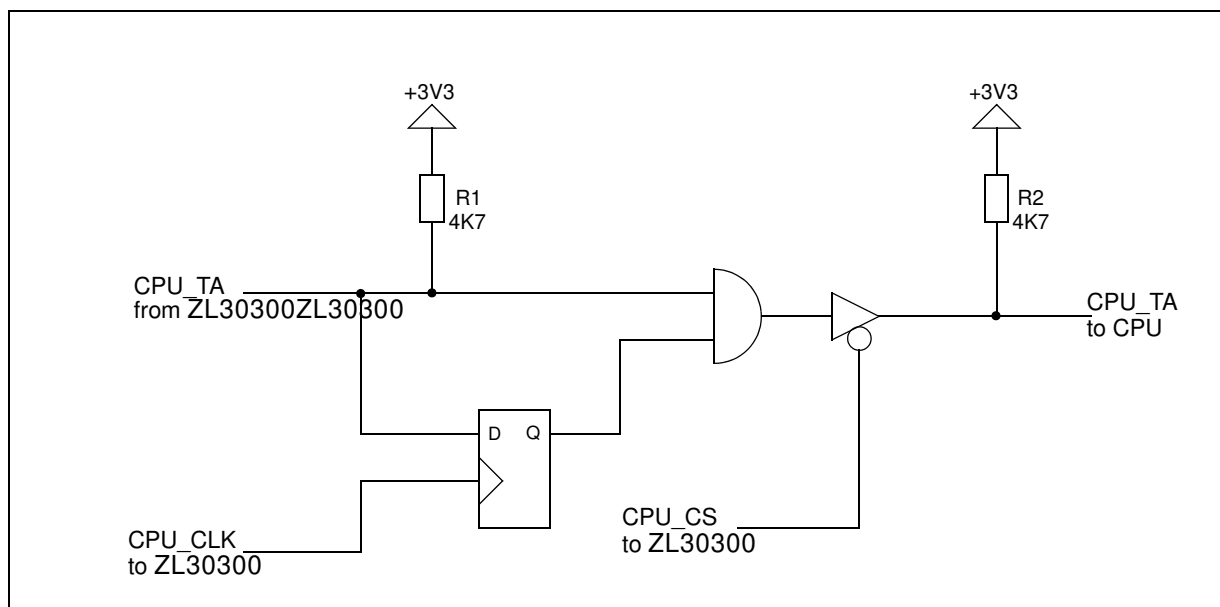 +3V3
+3V3
R1
4K7
R2
4K7
CPU_TA
from ZL30300ZL30300
CPU_TA
to CPU
D Q
CPU_CLK
to ZL30300
CPU_CS
to ZL30300